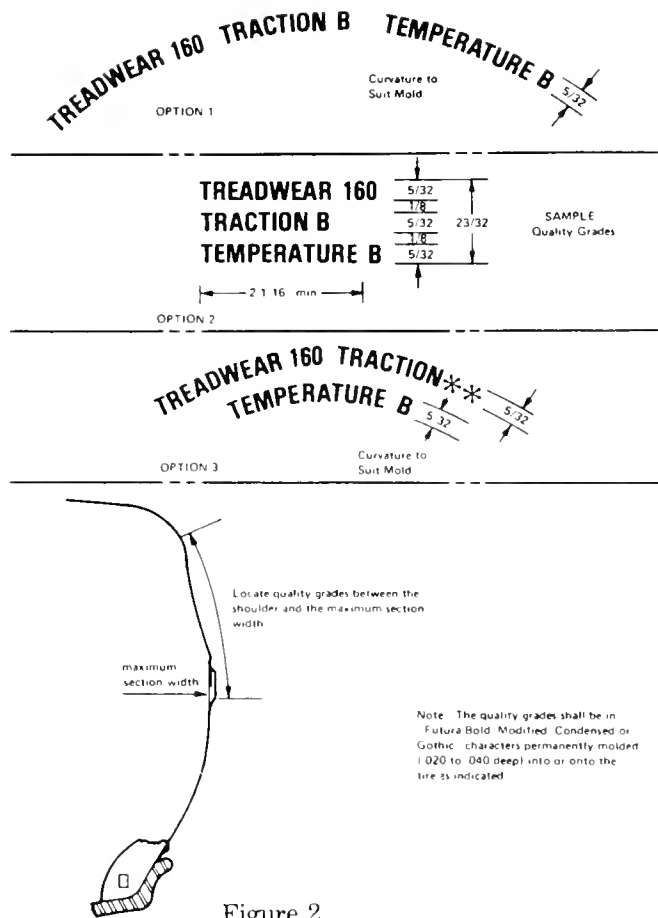 TREADWEAR 160 TRACTION B TEMPERATURE B
5/32
Curvature to
Suit Mold
OPTION 1
TREADWEAR 160
TRACTION B
TEMPERATURE B
5/32
1/8
5/32
1/8
5/32
23/32
SAMPLE
Quality Grades
2 1 16 min
OPTION 2
TREADWEAR 160 TRACTION**
TEMPERATURE B
5/32
5 32
Curvature to
Suit Mold
OPTION 3
Locate quality grades between the
shoulder and the maximum section
width
maximum
section width
Note The quality grades shall be in
Futura Bold Modified Condensed or
Gothic characters permanently molded
(.020 to .040 deep) into or onto the
tire as indicated
Figure 2